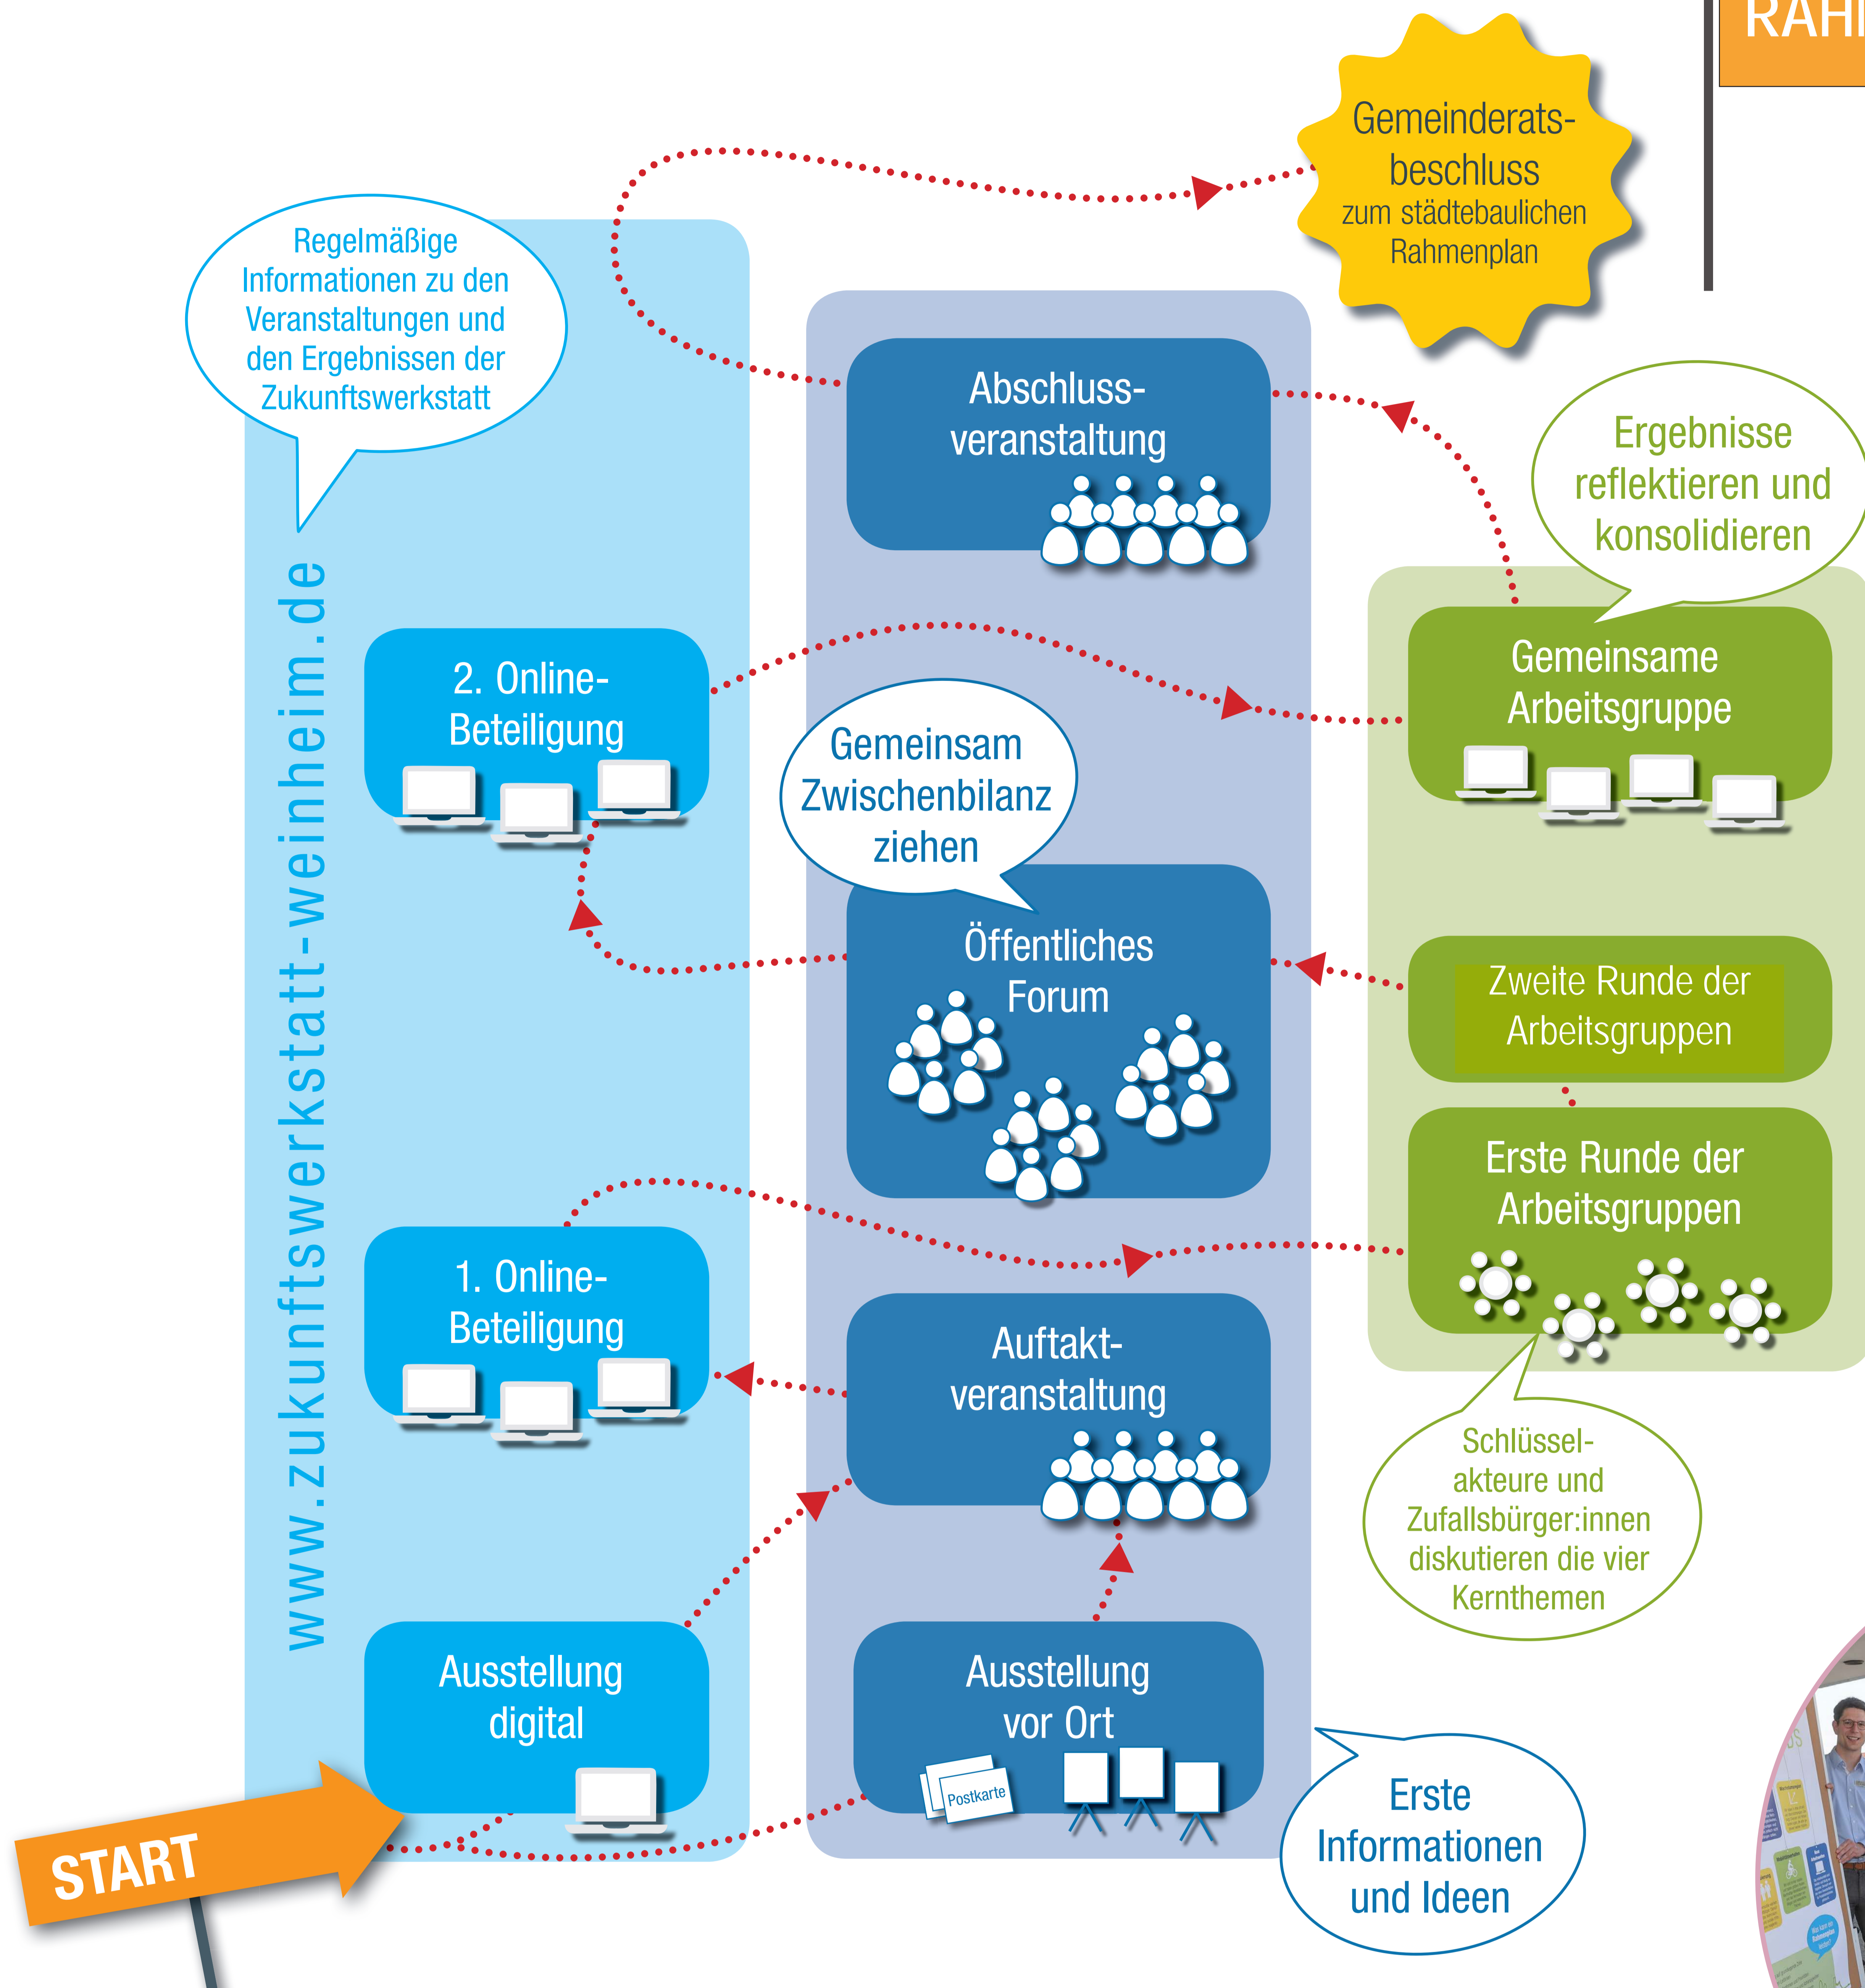 Gemeinderats-
beschluss
zum städtebaulichen
Rahmenplan
Regelmäßige
Informationen zu den
Veranstaltungen und
den Ergebnissen der
Zukunftswerkstatt
www.zukunftswerkstatt-weinheim.de
Abschluss-
veranstaltung
Ergebnisse
reflektieren und
konsolidieren
2. Online-
Beteiligung
Gemeinsame
Arbeitsgruppe
Gemeinsam
Zwischenbilanz
ziehen
Öffentliches
Forum
Zweite Runde der
Arbeitsgruppen
Erste Runde der
Arbeitsgruppen
1. Online-
Beteiligung
Auftakt-
veranstaltung
Schlüssel-
akteure und
Zufallsbürger:innen
diskutieren die vier
Kernthemen
Ausstellung
digital
Ausstellung
vor Ort
Postkarte
Erste
Informationen
und Ideen
START